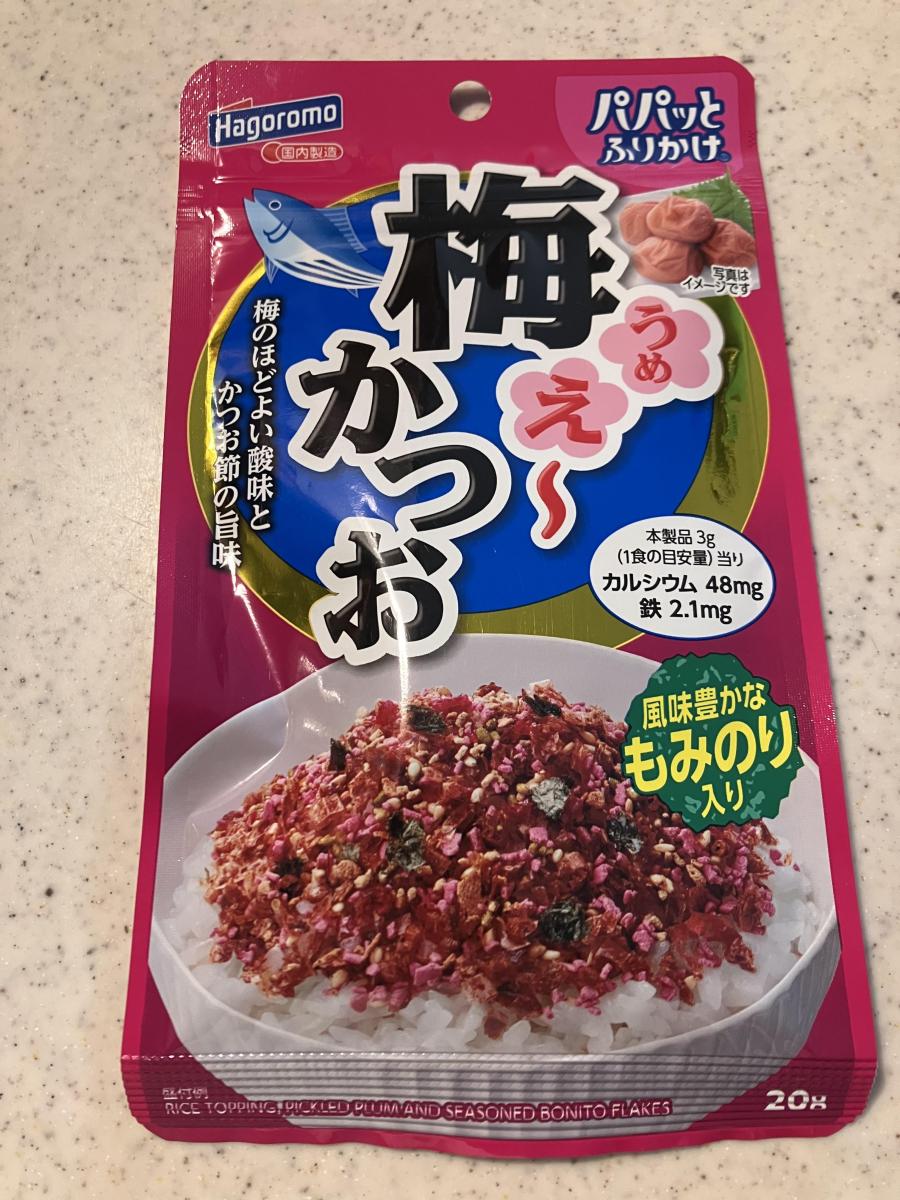 Hagoromo
国内製造
パパッと
ふりかけ®
梅
かつお
うめ
え〜
写真は
イメージです
梅のほどよい酸味と
かつお節の旨味
本製品 3g
(1食の目安量)当り
カルシウム 48mg
鉄 2.1mg
風味豊かな
もみのり
入り
盛付例
RICE TOPPING, PICKLED PLUM AND SEASONED BONITO FLAKES
20g